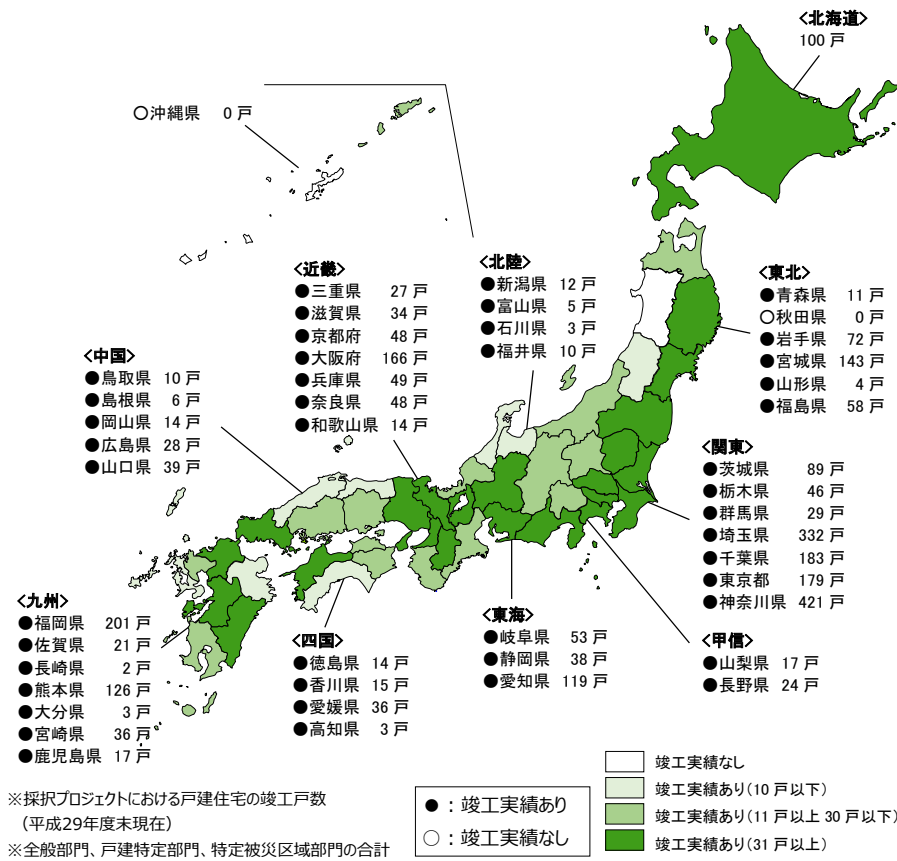 <北海道>
100 戸
○沖縄県 0 戸
<近畿>
●三重県 27 戸
●滋賀県 34 戸
●京都府 48 戸
●大阪府 166 戸
●兵庫県 49 戸
●奈良県 48 戸
●和歌山県 14 戸
<北陸>
●新潟県 12 戸
●富山県 5 戸
●石川県 3 戸
●福井県 10 戸
<東北>
●青森県 11 戸
○秋田県 0 戸
●岩手県 72 戸
●宮城県 143 戸
●山形県 4 戸
●福島県 58 戸
<中国>
●鳥取県 10 戸
●島根県 6 戸
●岡山県 14 戸
●広島県 28 戸
●山口県 39 戸
<関東>
●茨城県 89 戸
●栃木県 46 戸
●群馬県 29 戸
●埼玉県 332 戸
●千葉県 183 戸
●東京都 179 戸
●神奈川県 421 戸
<九州>
●福岡県 201 戸
●佐賀県 21 戸
●長崎県 2 戸
●熊本県 126 戸
●大分県 3 戸
●宮崎県 36 戸
●鹿児島県 17 戸
<四国>
●徳島県 14 戸
●香川県 15 戸
●愛媛県 36 戸
●高知県 3 戸
<東海>
●岐阜県 53 戸
●静岡県 38 戸
●愛知県 119 戸
<甲信>
●山梨県 17 戸
●長野県 24 戸
※採択プロジェクトにおける戸建住宅の竣工戸数
(平成29年度末現在)
※全般部門、戸建特定部門、特定被災区域部門の合計
●：竣工実績あり
○：竣工実績なし
竣工実績なし
竣工実績あり(10 戸以下)
竣工実績あり(11 戸以上 30 戸以下)
竣工実績あり(31 戸以上)